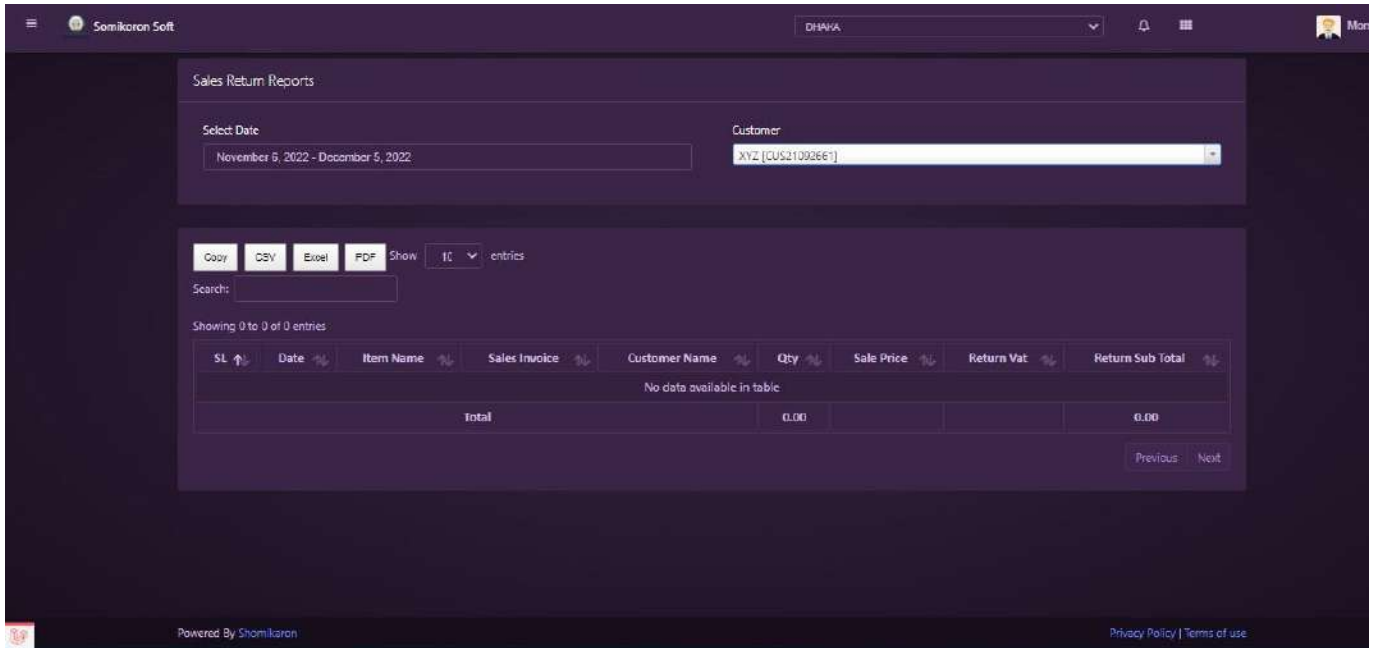 Somikoron Soft DHAKA Mon
Sales Return Reports
Select Date Customer
November 6, 2022 - December 5, 2022 XYZ [CUS21092661]
Copy CSV Excel PDF Show 10 entries
Search:
Showing 0 to 0 of 0 entries
SL Date Item Name Sales Invoice Customer Name Qty Sale Price Return Vat Return Sub Total
No data available in table
Total 0.00 0.00
Previous Next
Powered By Shomikaron Privacy Policy | Terms of use